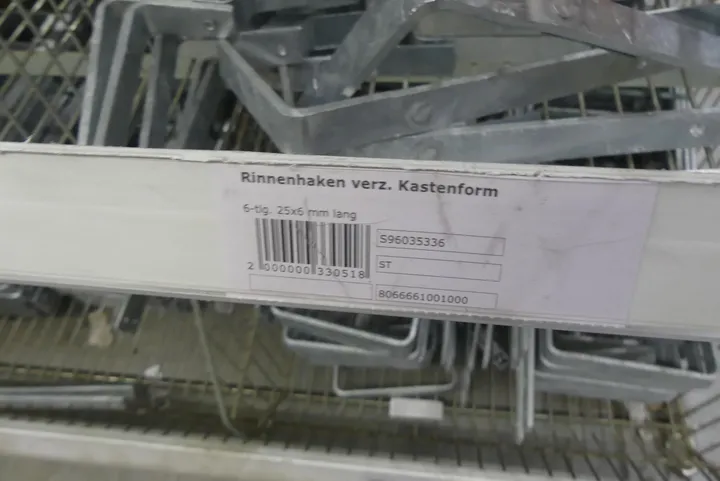 Rinnenhaken verz. Kastenform
6-tlg. 25x6 mm lang
S96035336
ST
2 000000 330518
8066661001000